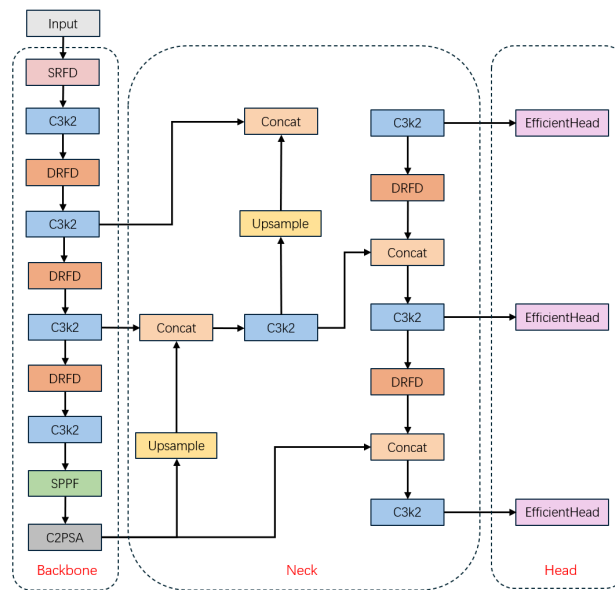 Input
SRFD
C3k2
DRFD
C3k2
DRFD
C3k2
DRFD
C3k2
SPPF
C2PSA
Backbone
Concat
Upsample
Concat
C3k2
Upsample
C3k2
DRFD
Concat
C3k2
DRFD
Concat
C3k2
Neck
EfficientHead
EfficientHead
EfficientHead
Head